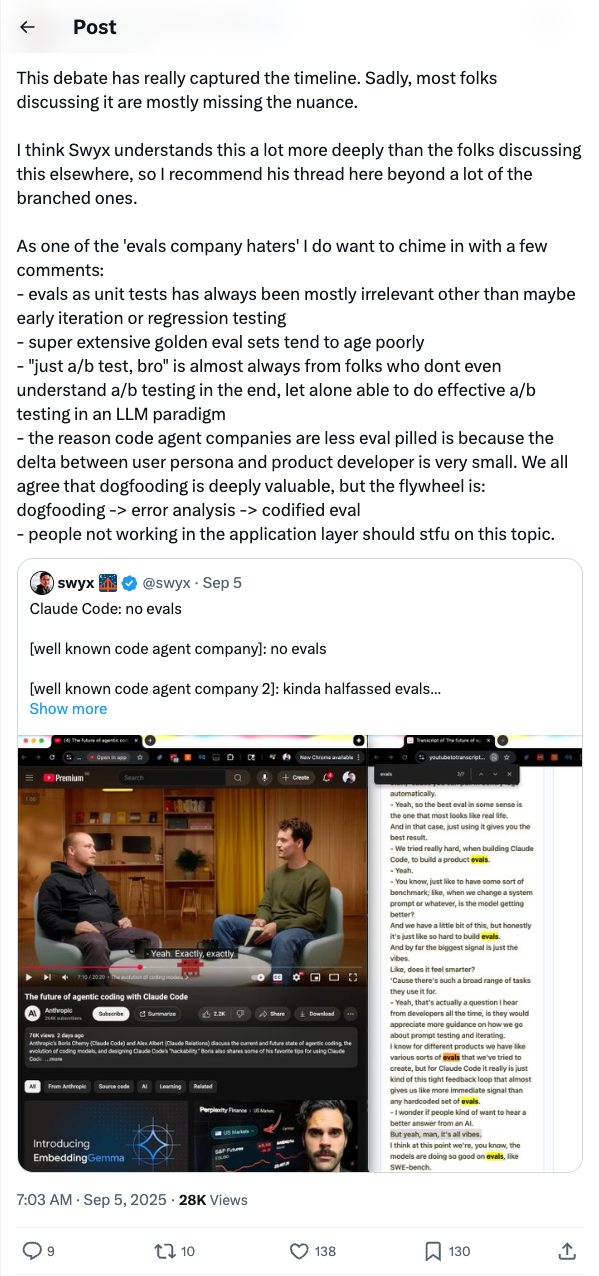 Post
This debate has really captured the timeline. Sadly, most folks
discussing it are mostly missing the nuance.
I think Swyx understands this a lot more deeply than the folks discussing
this elsewhere, so I recommend his thread here beyond a lot of the
branched ones.
As one of the 'evals company haters' I do want to chime in with a few
comments:
- evals as unit tests has always been mostly irrelevant other than maybe
early iteration or regression testing
- super extensive golden eval sets tend to age poorly
- "just a/b test, bro" is almost always from folks who dont even
understand a/b testing in the end, let alone able to do effective a/b
testing in an LLM paradigm
- the reason code agent companies are less eval pilled is because the
delta between user persona and product developer is very small. We all
agree that dogfooding is deeply valuable, but the flywheel is:
dogfooding -> error analysis -> codified eval
- people not working in the application layer should stfu on this topic.
swyx @swyx · Sep 5
Claude Code: no evals
[well known code agent company]: no evals
[well known code agent company 2]: kinda halfassed evals...
Show more
(4) The future of agentic
Open in app
New Chrome available
Premium
Search
Create
- Yeah. Exactly, exactly.
7:10 / 20:20
The future of agentic coding with Claude Code
Anthropic
Subscribe
Summarize
2.2K
Share
Download
76K views 2 days ago
Anthropic's Boris Cherny (Claude Code) and Alex Albert (Claude Relations) discuss the current state of agentic coding, the
evolution of coding models, and designing Claude Code's "hackability." Boris also shares some of his favorite tips for using Claude
Code. ...more
All
From Anthropic
Source code
AI
Learning
Related
Introducing
EmbeddingGemma
Perplexity Finance
US Markets
US Markets
S&P Futures
Transcript of The future of
youtubetotranscript...
evals
automatically.
- Yeah, so the best eval in some sense is
the one that most looks like real life.
And in that case, just using it gives you the
best result.
- We tried really hard, when building Claude
Code, to build a product evals.
- Yeah.
- You know, just like to have some sort of
benchmark; like, when we change a system
prompt or whatever, is the model getting
better?
And we have a little bit of this, but honestly
it's just like so hard to build evals.
And by far the biggest signal is just the
vibes.
Like, does it feel smarter?
'Cause there's such a broad range of tasks
they use it for.
- Yeah, that's actually a question I hear
from developers all the time, is they would
appreciate more guidance on how we go
about prompt testing and iterating.
I know for different products we have like
various sorts of evals that we've tried to
create, but for Claude Code it really is just
kind of this tight feedback loop that almost
gives us like more immediate signal than
any hardcoded set of evals.
- I wonder if people kind of want to hear a
better answer from an AI.
But yeah, man, it's all vibes.
I think at this point we're, you know, the
models are doing so good on evals, like
SWE-bench.
7:03 AM · Sep 5, 2025 · 28K Views
9
10
138
130